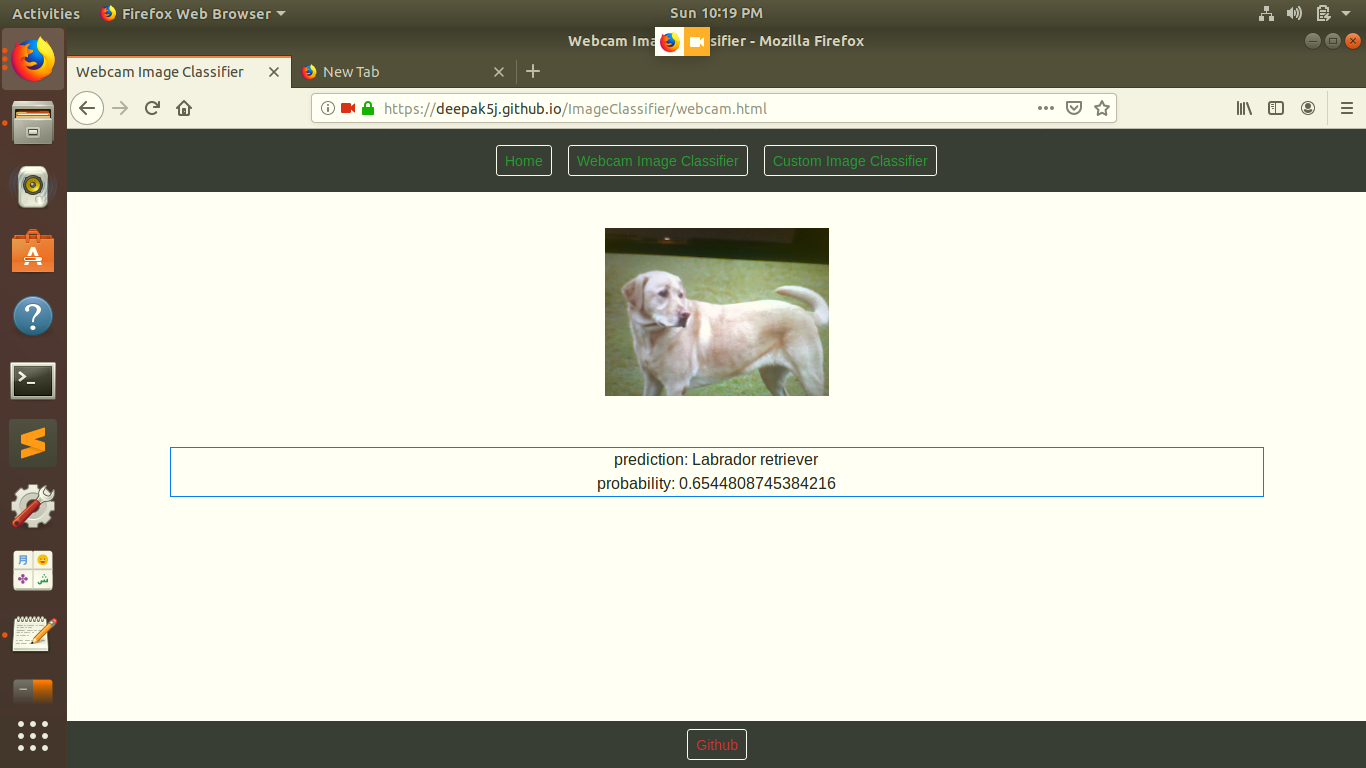 Activities Firefox Web Browser Sun 10:19 PM
Webcam Ima sifier - Mozilla Firefox
Webcam Image Classifier New Tab
https://deepak5j.github.io/ImageClassifier/webcam.html
Home Webcam Image Classifier Custom Image Classifier
prediction: Labrador retriever
probability: 0.6544808745384216
Github